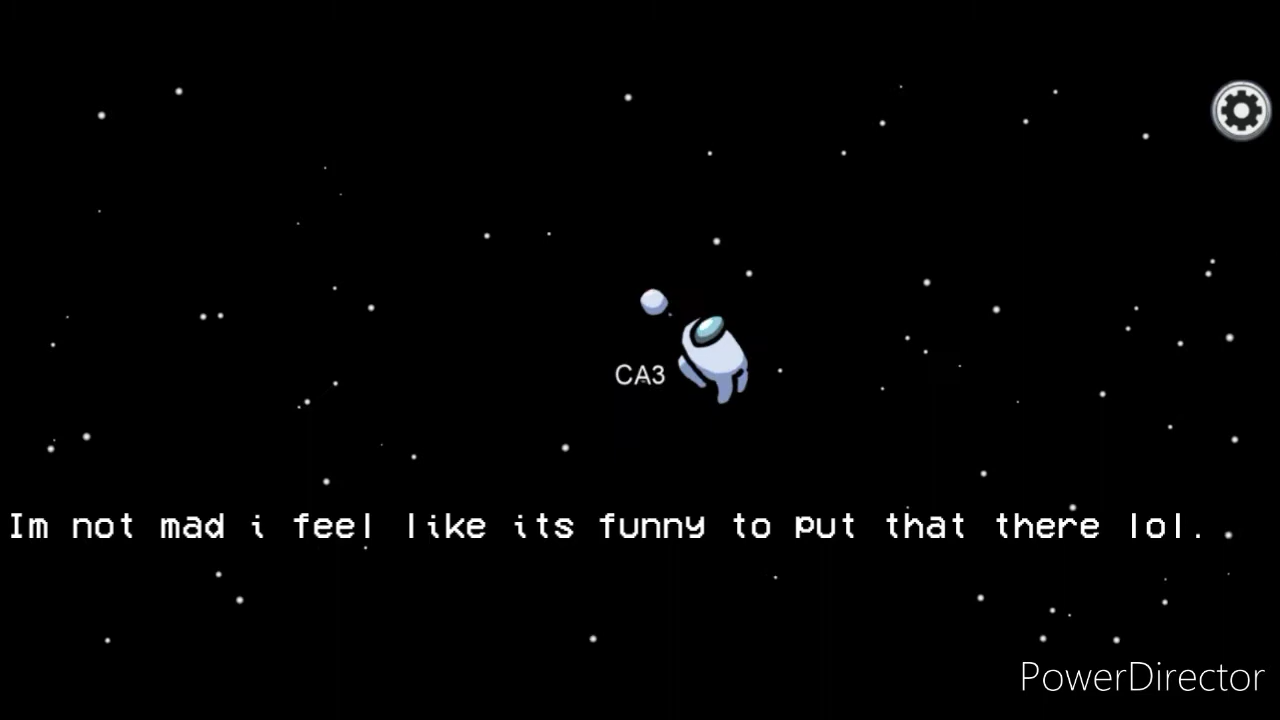 CA3
Im not mad i feel like its funny to put that there lol.
PowerDirector